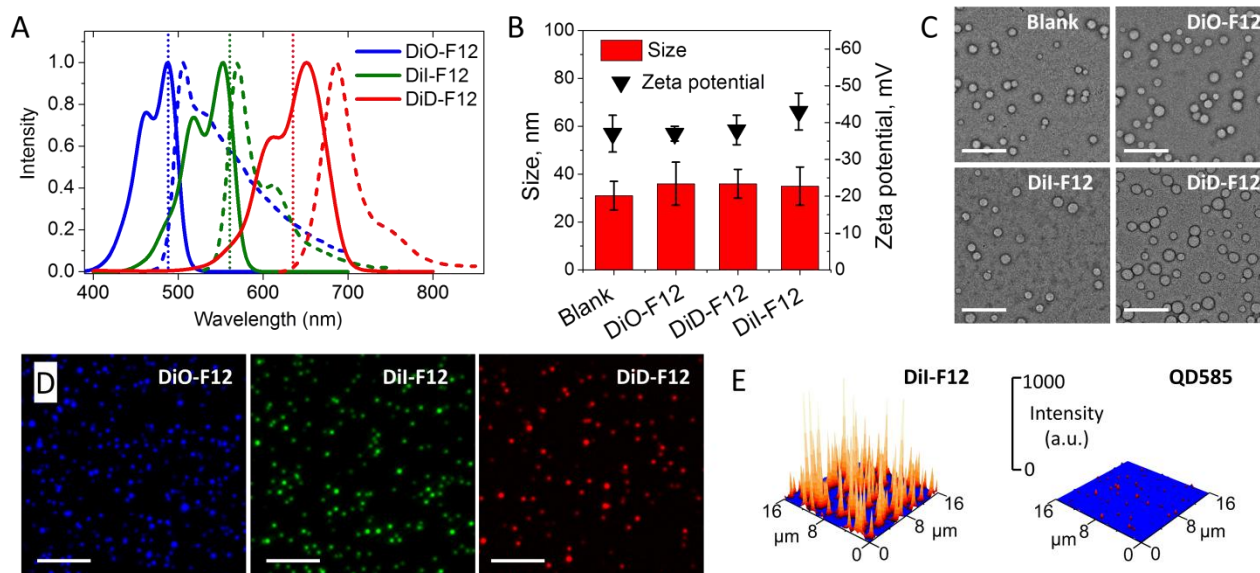 A
DiO-F12
DiI-F12
DiD-F12
Intensity
1.0
0.8
0.6
0.4
0.2
0.0
400 500 600 700 800
Wavelength (nm)
B
Size
Zeta potential
Size, nm
100
80
60
40
20
0
Zeta potential, mV
-60
-50
-40
-30
-20
-10
0
Blank
DiO-F12
DiD-F12
DiI-F12
C
Blank
DiO-F12
DiI-F12
DiD-F12
D
DiO-F12
DiI-F12
DiD-F12
E
DiI-F12
1000
Intensity
(a.u.)
0
QD585
16
μm
8
0
0
8
μm
16
16
μm
8
0
0
8
μm
16